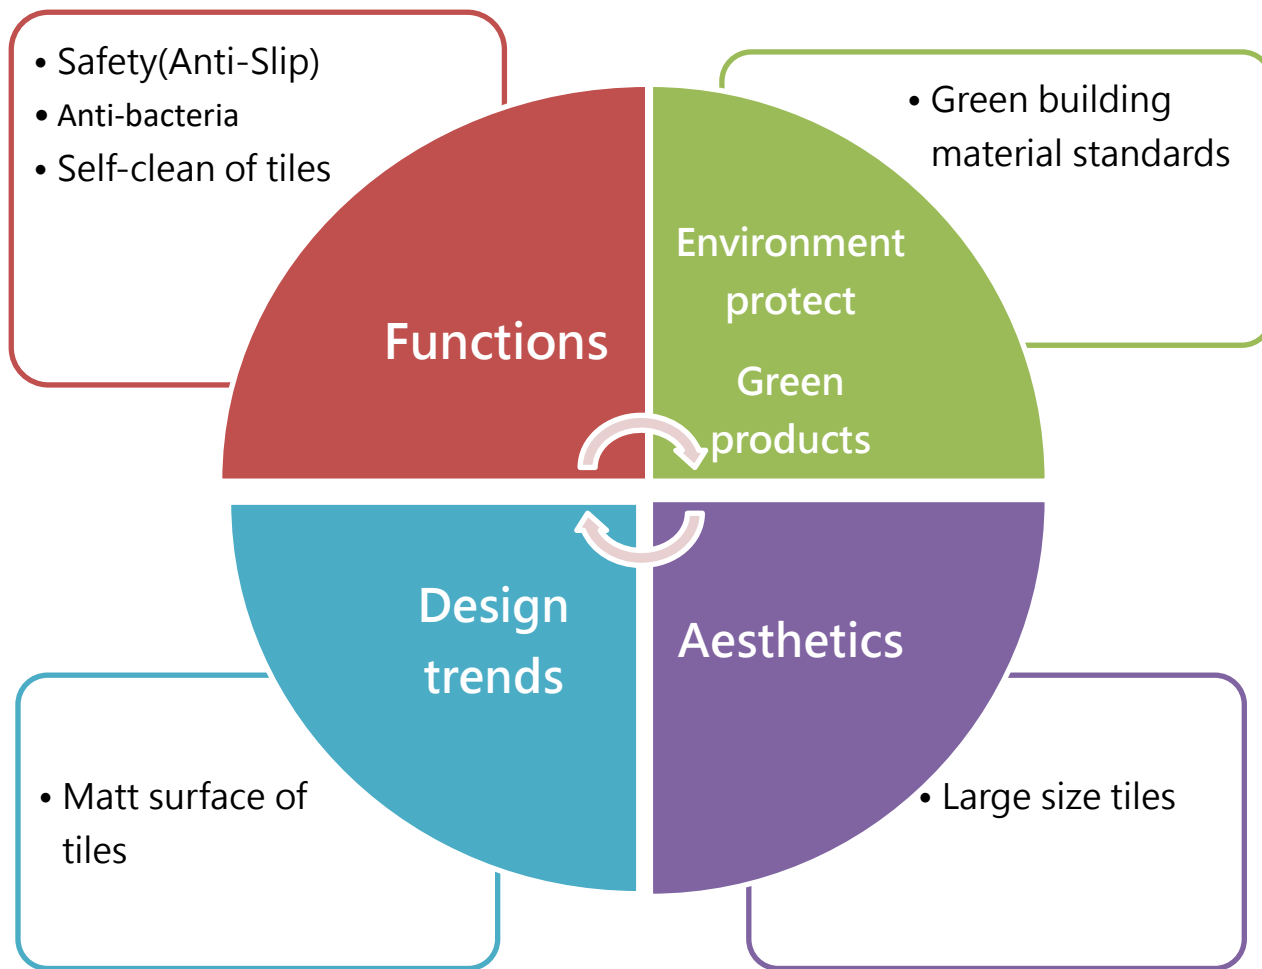 • Safety(Anti-Slip)
• Anti-bacteria
• Self-clean of tiles
• Green building
material standards
Functions
Environment
protect
Green
products
Design
trends
Aesthetics
• Matt surface of
tiles
• Large size tiles